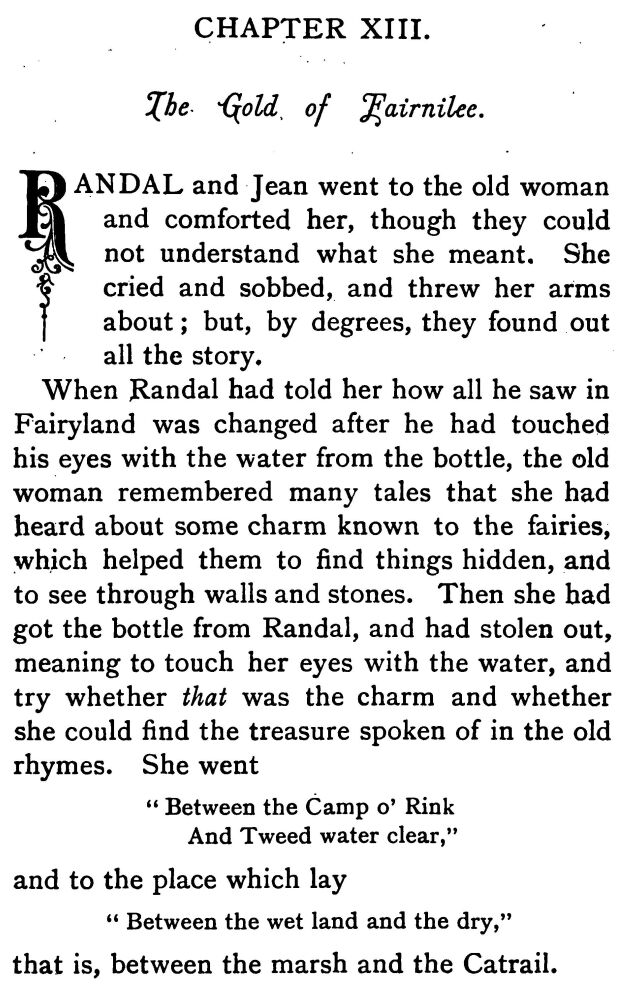 CHAPTER XIII.
The Gold of Fairnilee.
RANDAL and Jean went to the old woman
and comforted her, though they could
not understand what she meant. She
cried and sobbed, and threw her arms
about; but, by degrees, they found out
all the story.
When Randal had told her how all he saw in
Fairyland was changed after he had touched
his eyes with the water from the bottle, the old
woman remembered many tales that she had
heard about some charm known to the fairies,
which helped them to find things hidden, and
to see through walls and stones. Then she had
got the bottle from Randal, and had stolen out,
meaning to touch her eyes with the water, and
try whether that was the charm and whether
she could find the treasure spoken of in the old
rhymes. She went
“Between the Camp o’ Rink
And Tweed water clear,”
and to the place which lay
“Between the wet land and the dry,”
that is, between the marsh and the Catrail.